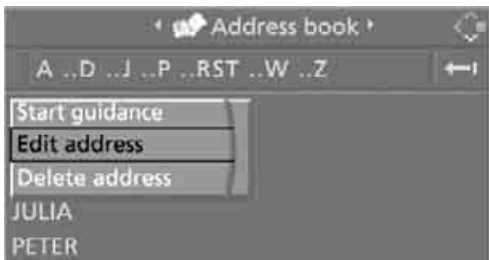 Address book
A ..D ..J ..P ..RST ..W ..Z
Start guidance
Edit address
Delete address
JULIA
PETER